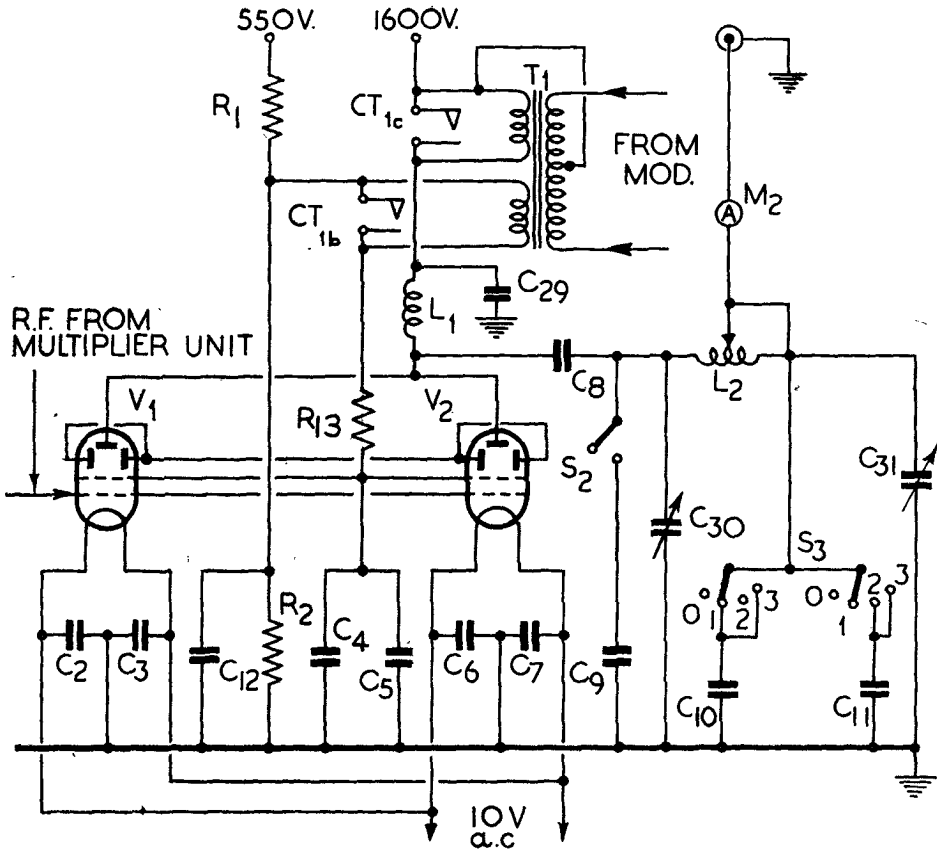 550V.
1600V.
R1
CT1c
T1
FROM
MOD.
M2
A
CT1b
C29
L1
R.F. FROM
MULTIPLIER UNIT
V1
R13
V2
C8
L2
S2
C30
C31
S3
0 1 2 3
0 1 2 3
C2
C3
C12
R2
C4
C5
C6
C7
C9
C10
C11
10V
a.c